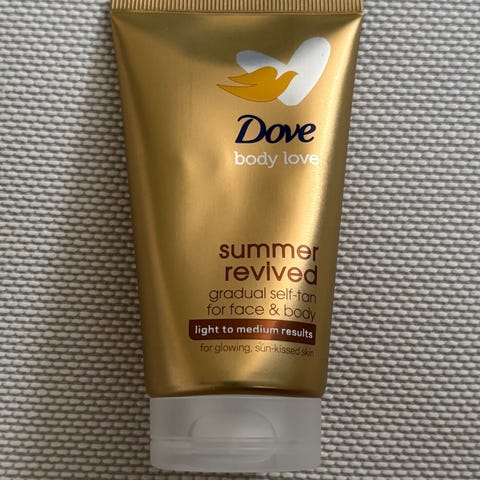 Dove
body love
summer
revived
gradual self-tan
for face & body
light to medium results
for glowing, sun-kissed skin